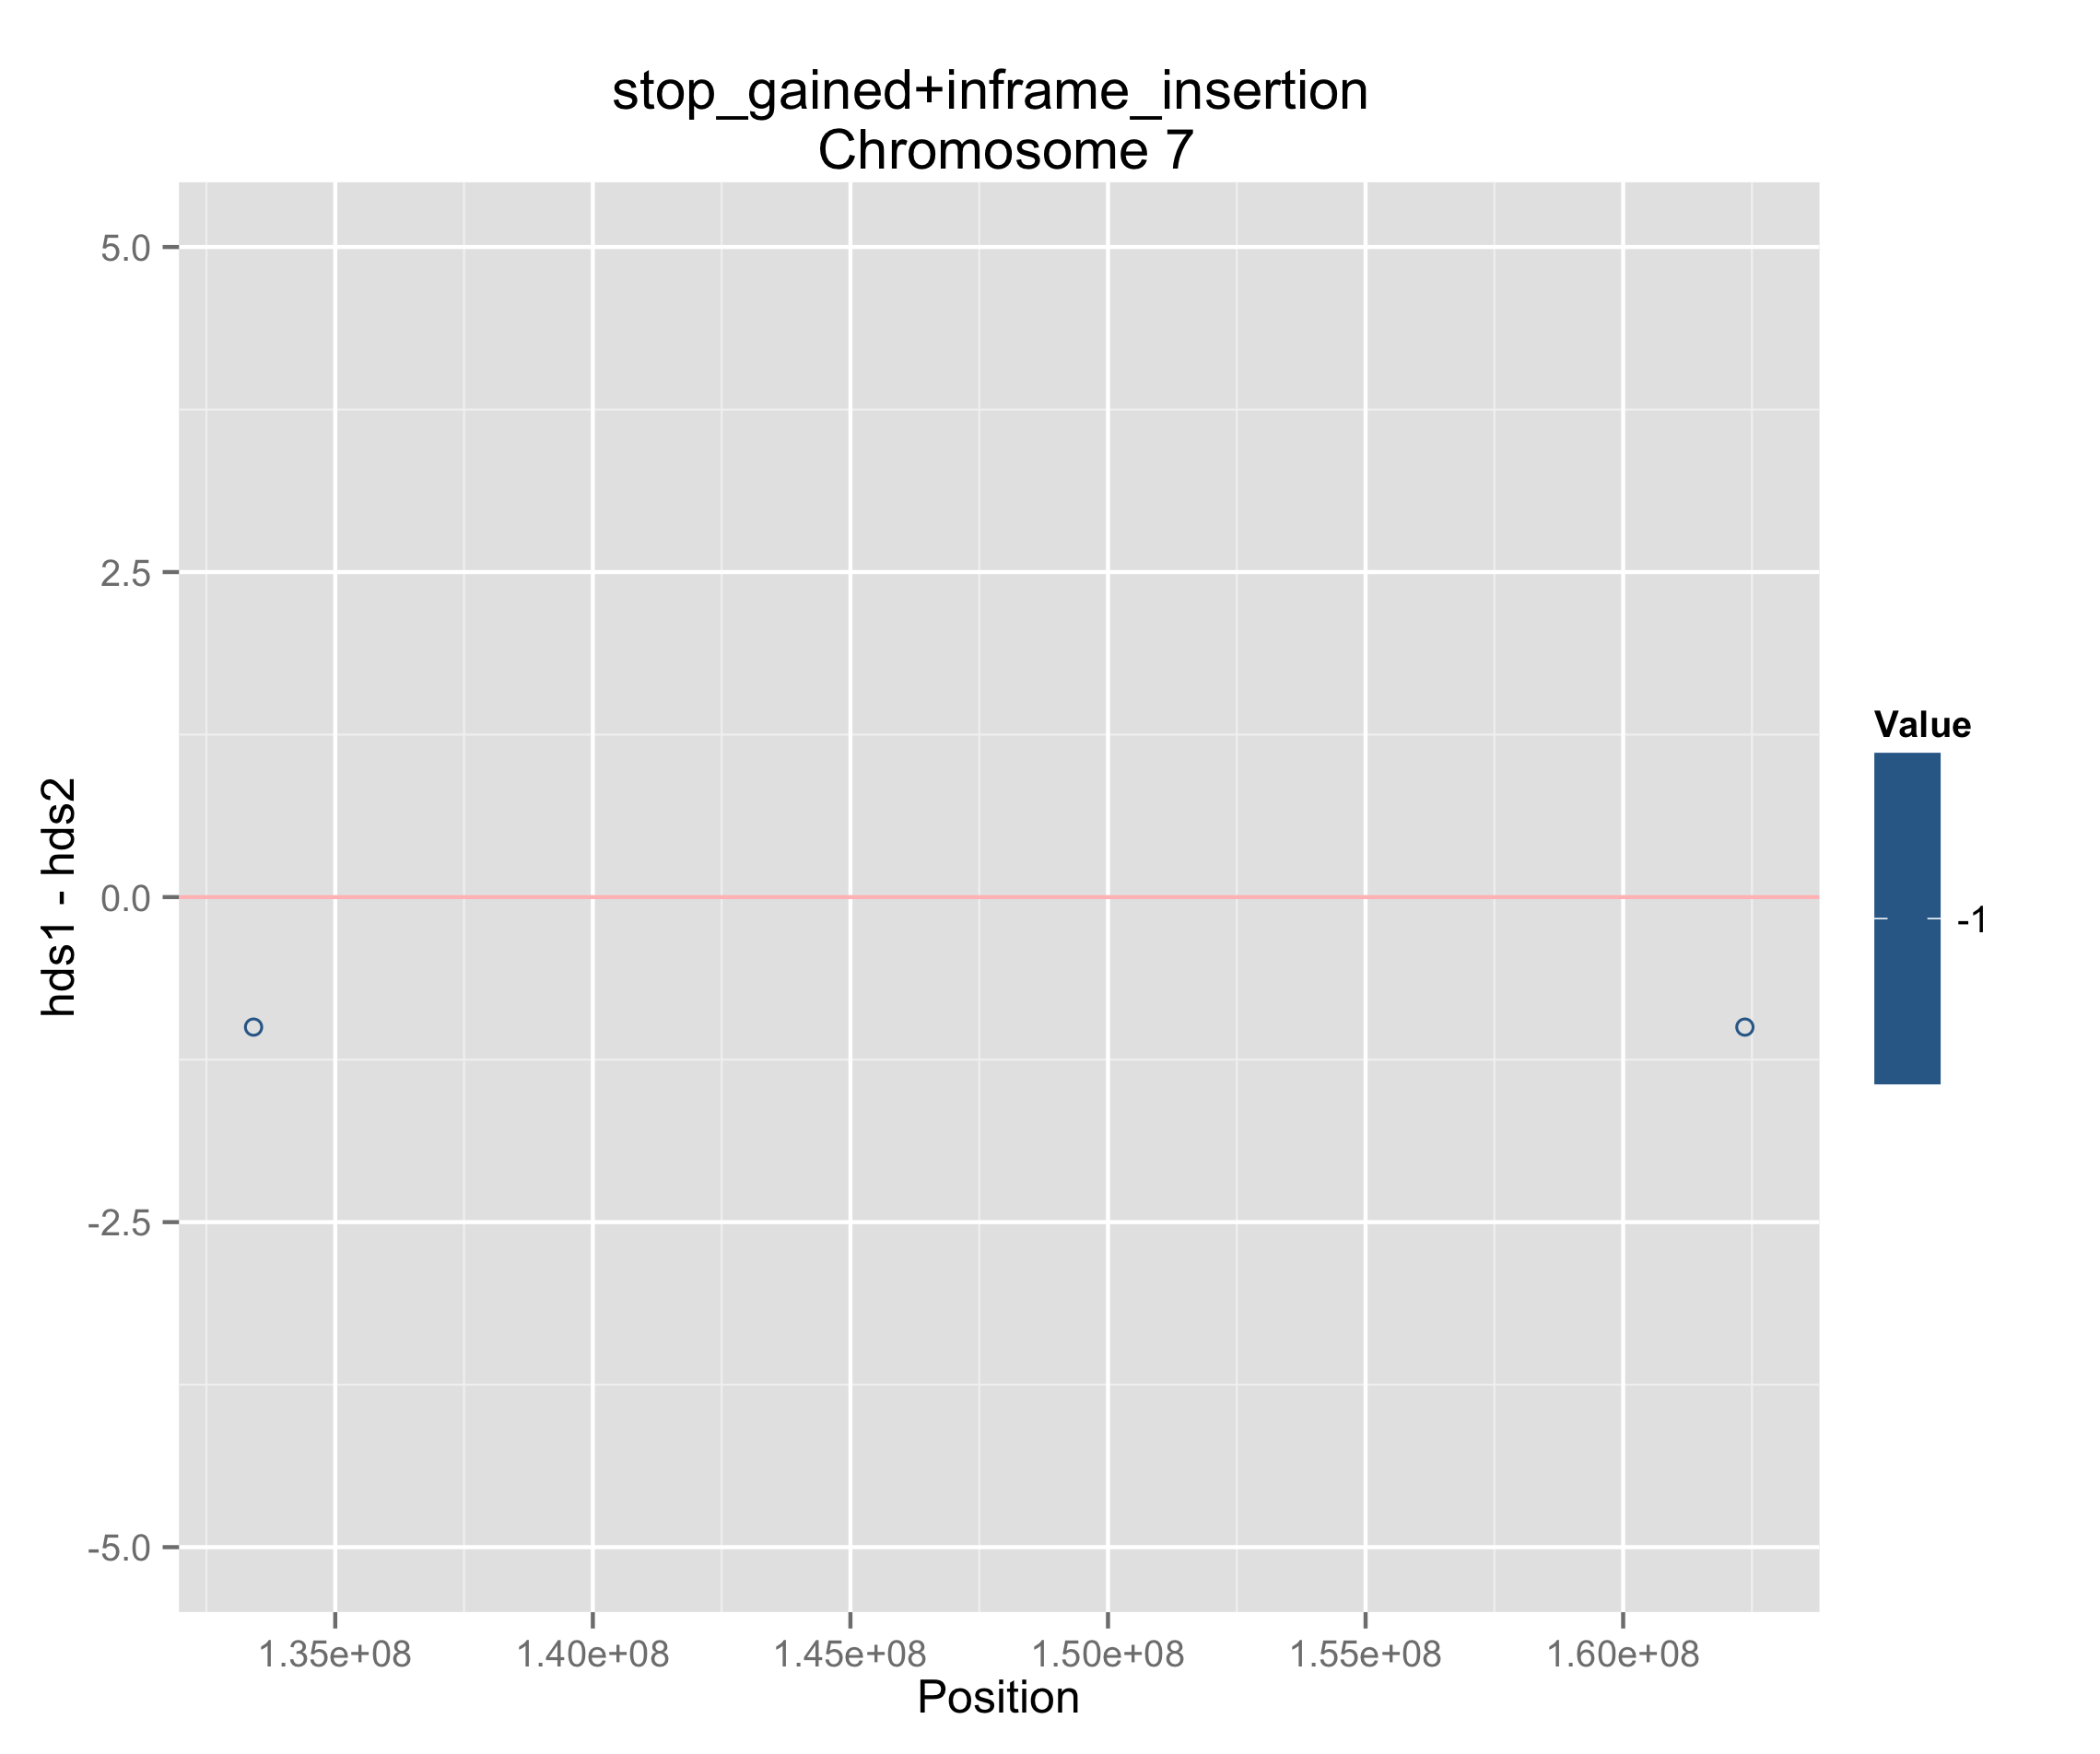 stop_gained+inframe_insertion
Chromosome 7
5.0
2.5
0.0
-2.5
-5.0
hds1 - hds2
1.35e+08 1.40e+08 1.45e+08 1.50e+08 1.55e+08 1.60e+08
Position
Value
-1